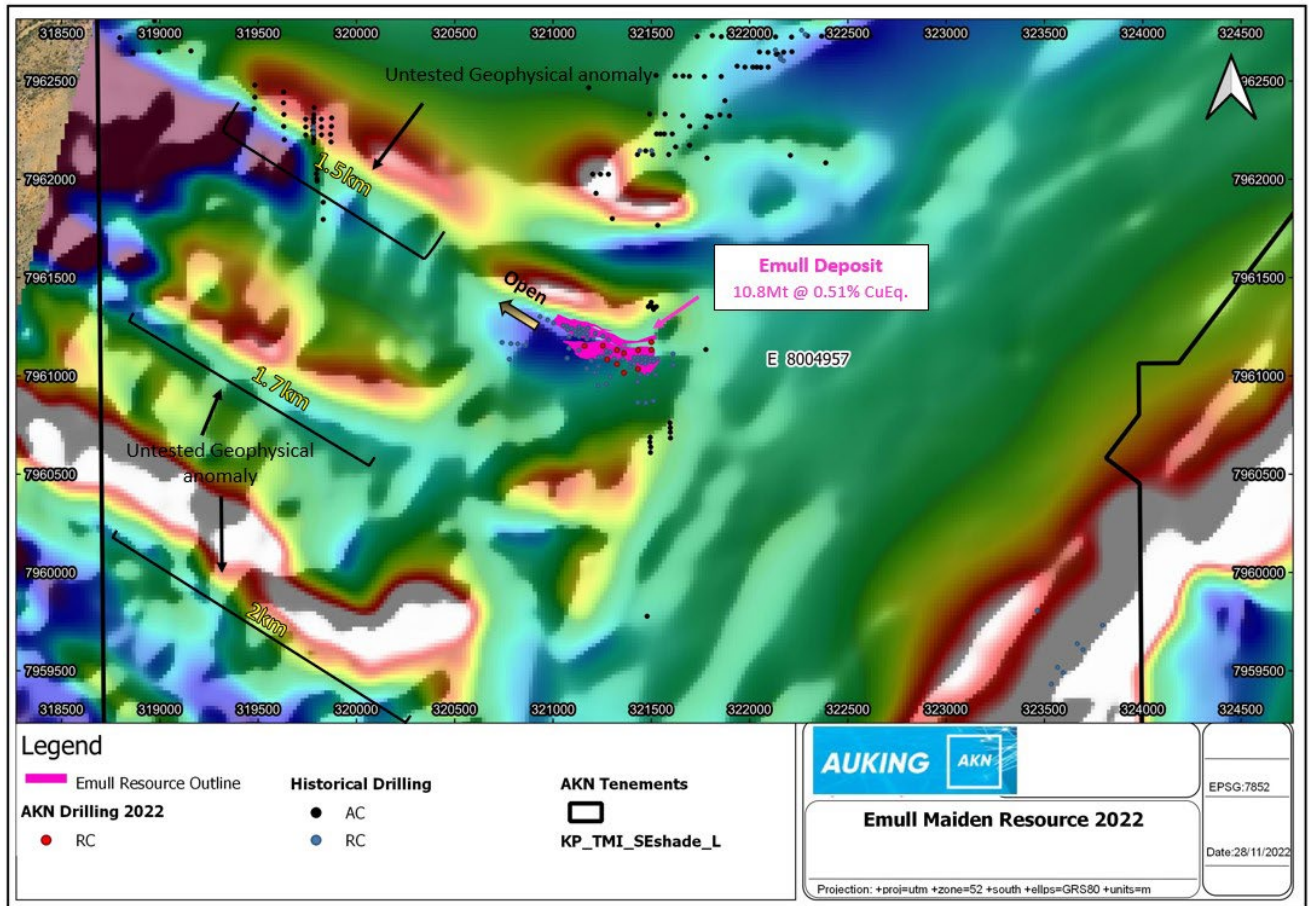 318500 319000 319500 320000 320500 321000 321500 322000 322500 323000 323500 324000 324500
7962500
7962500
Untested Geophysical anomaly
1.5km
7962000
7962000
Emull Deposit
10.8Mt @ 0.51% CuEq.
7961500
7961500
Open
E 8004957
7961000
7961000
1.7km
Untested Geophysical
anomaly
7960500
7960500
7960000
7960000
2km
7959500
7959500
318500 319000 319500 320000 320500 321000 321500 322000 322500 323000 323500 324000 324500
Legend
Emull Resource Outline
AKN Drilling 2022
RC
Historical Drilling
AC
RC
AKN Tenements
KP_TMI_SEshade_L
AUKING AKN
Emull Maiden Resource 2022
Projection: +proj=utm +zone=52 +south +ellps=GRS80 +units=m
EPSG:7852
Date:28/11/2022